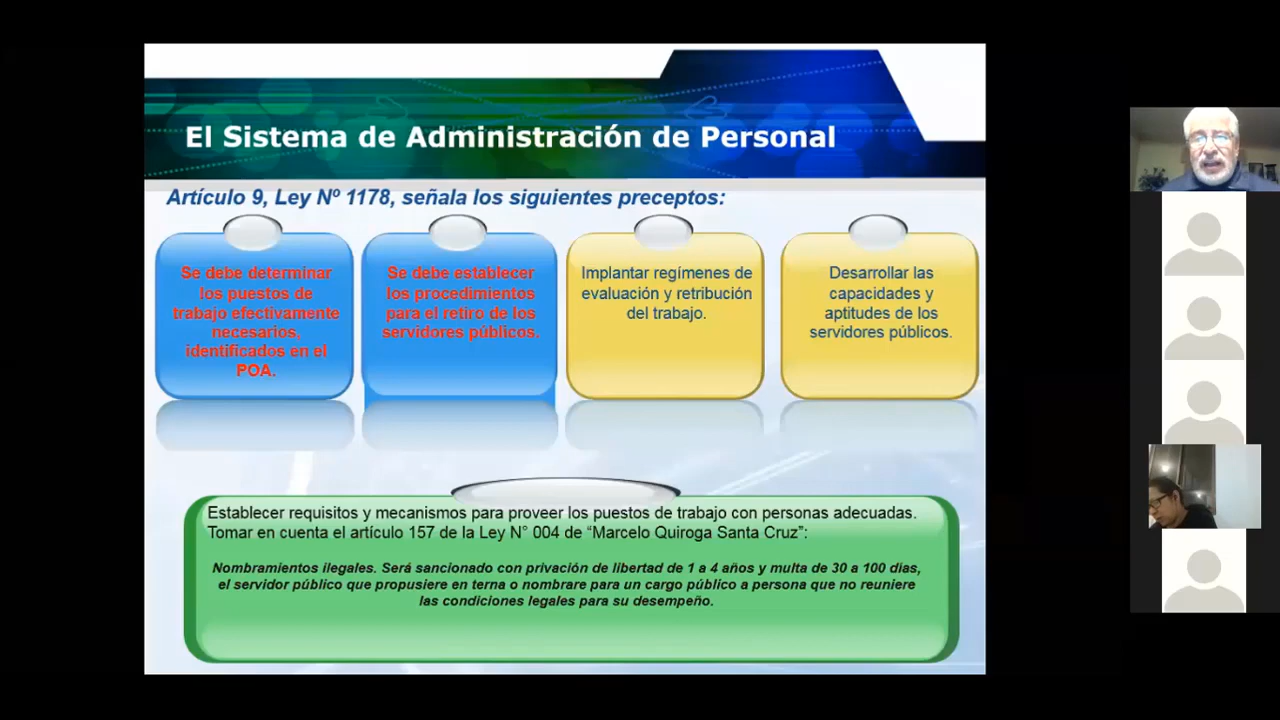 El Sistema de Administración de Personal
Artículo 9, Ley Nº 1178, señala los siguientes preceptos:
Se debe determinar
los puestos de
trabajo efectivamente
necesarios,
identificados en el
POA.
Se debe establecer
los procedimientos
para el retiro de los
servidores públicos.
Implantar regímenes de
evaluación y retribución
del trabajo.
Desarrollar las
capacidades y
aptitudes de los
servidores públicos.
Establecer requisitos y mecanismos para proveer los puestos de trabajo con personas adecuadas.
Tomar en cuenta el artículo 157 de la Ley N° 004 de “Marcelo Quiroga Santa Cruz”:
Nombramientos ilegales. Será sancionado con privación de libertad de 1 a 4 años y multa de 30 a 100 días,
el servidor público que propusiere en terna o nombrare para un cargo público a persona que no reuniere
las condiciones legales para su desempeño.